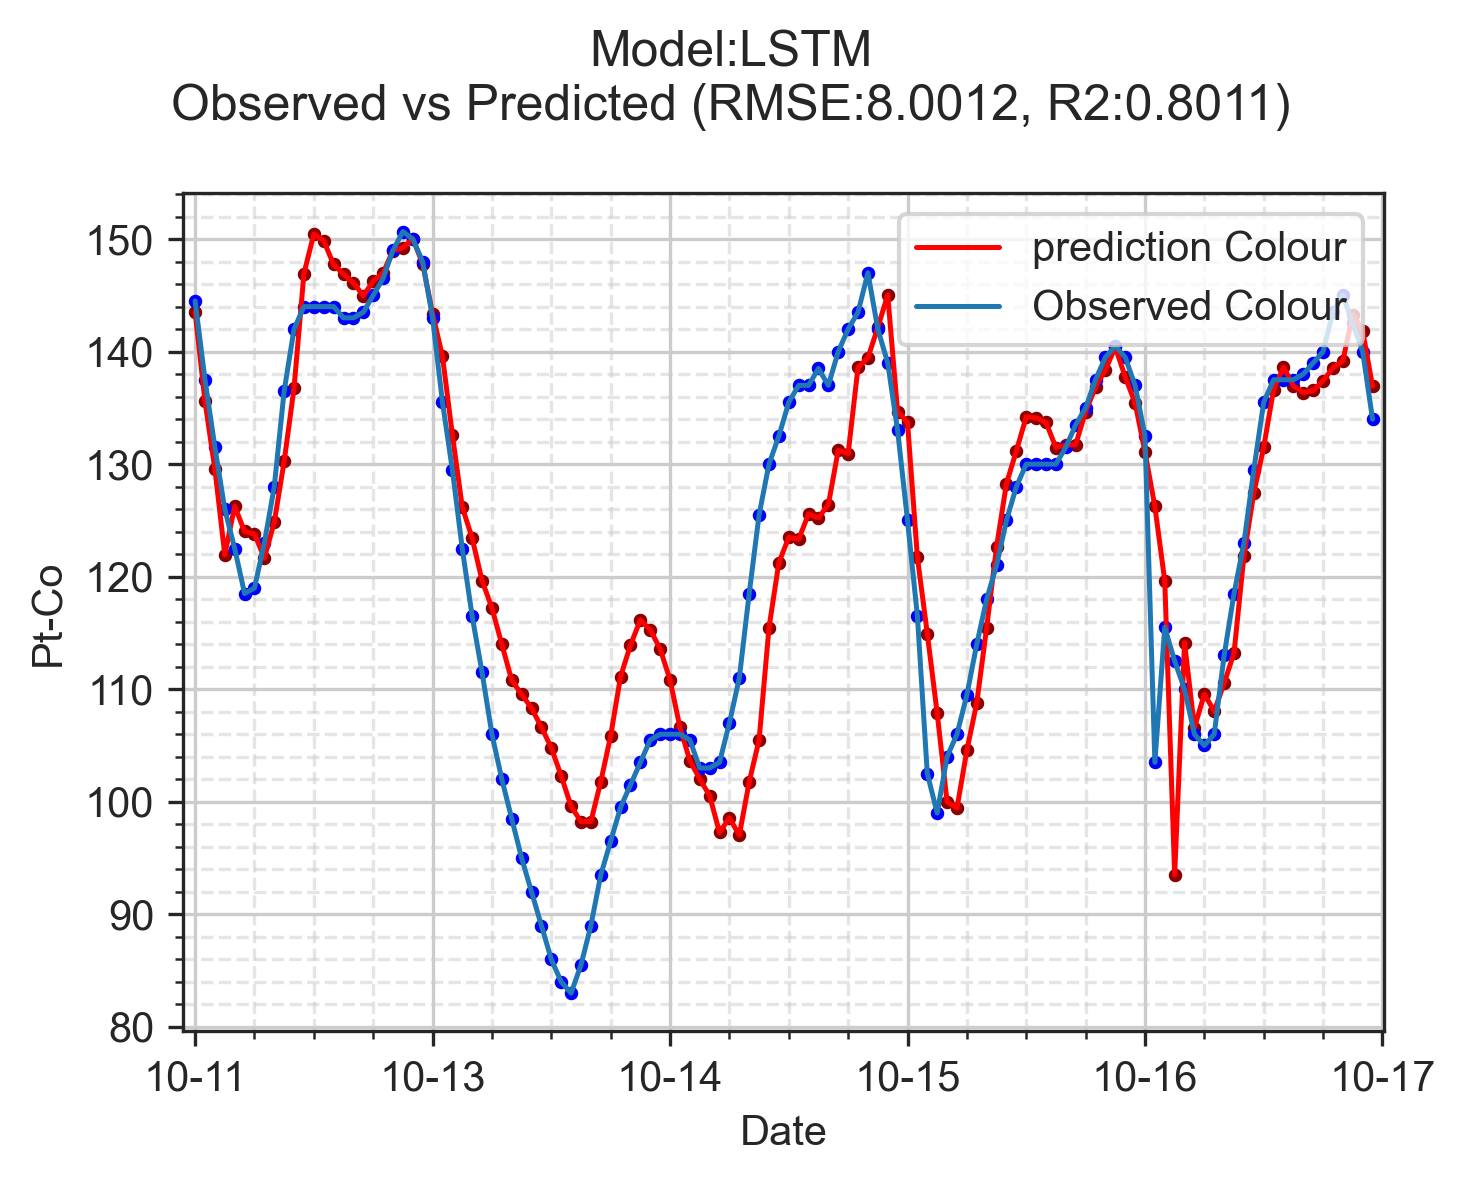 Model:LSTM
Observed vs Predicted (RMSE:8.0012, R2:0.8011)
prediction Colour
Observed Colour
150
140
130
120
110
100
90
80
Pt-Co
10-11 10-13 10-14 10-15 10-16 10-17
Date